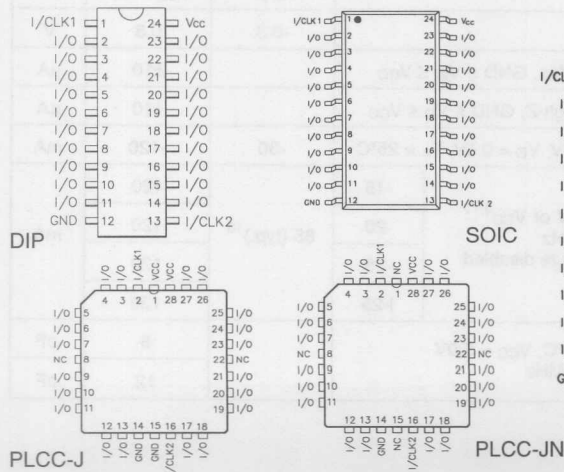 I/CLK1 1 24 Vcc
I/O 2 23 I/O
I/O 3 22 I/O
I/O 4 21 I/O
I/O 5 20 I/O
I/O 6 19 I/O
I/O 7 18 I/O
I/O 8 17 I/O
I/O 9 16 I/O
I/O 10 15 I/O
I/O 11 14 I/O
GND 12 13 I/CLK2
DIP
I/CLK1 1 24 Vcc
I/O 2 23 I/O
I/O 3 22 I/O
I/O 4 21 I/O
I/O 5 20 I/O
I/O 6 19 I/O
I/O 7 18 I/O
I/O 8 17 I/O
I/O 9 16 I/O
I/O 10 15 I/O
I/O 11 14 I/O
GND 12 13 I/CLK2
SOIC
I/O I/O I/CLK1 VCC VCC I/O I/O
4 3 2 1 28 27 26
I/O 5 25 I/O
I/O 6 24 I/O
I/O 7 23 I/O
NC 8 22 NC
I/O 9 21 I/O
I/O 10 20 I/O
I/O 11 19 I/O
12 13 14 15 16 17 18
I/O I/O GND GND I/CLK2 I/O I/O
PLCC-J
I/O I/O I/CLK1 NC VCC I/O I/O
4 3 2 1 28 27 26
I/O 5 25 I/O
I/O 6 24 I/O
I/O 7 23 I/O
NC 8 22 NC
I/O 9 21 I/O
I/O 10 20 I/O
I/O 11 19 I/O
12 13 14 15 16 17 18
I/O I/O GND NC I/CLK2 I/O I/O
PLCC-JN
I/CL
I
I
I
I
I
I
I
I
I
I
G